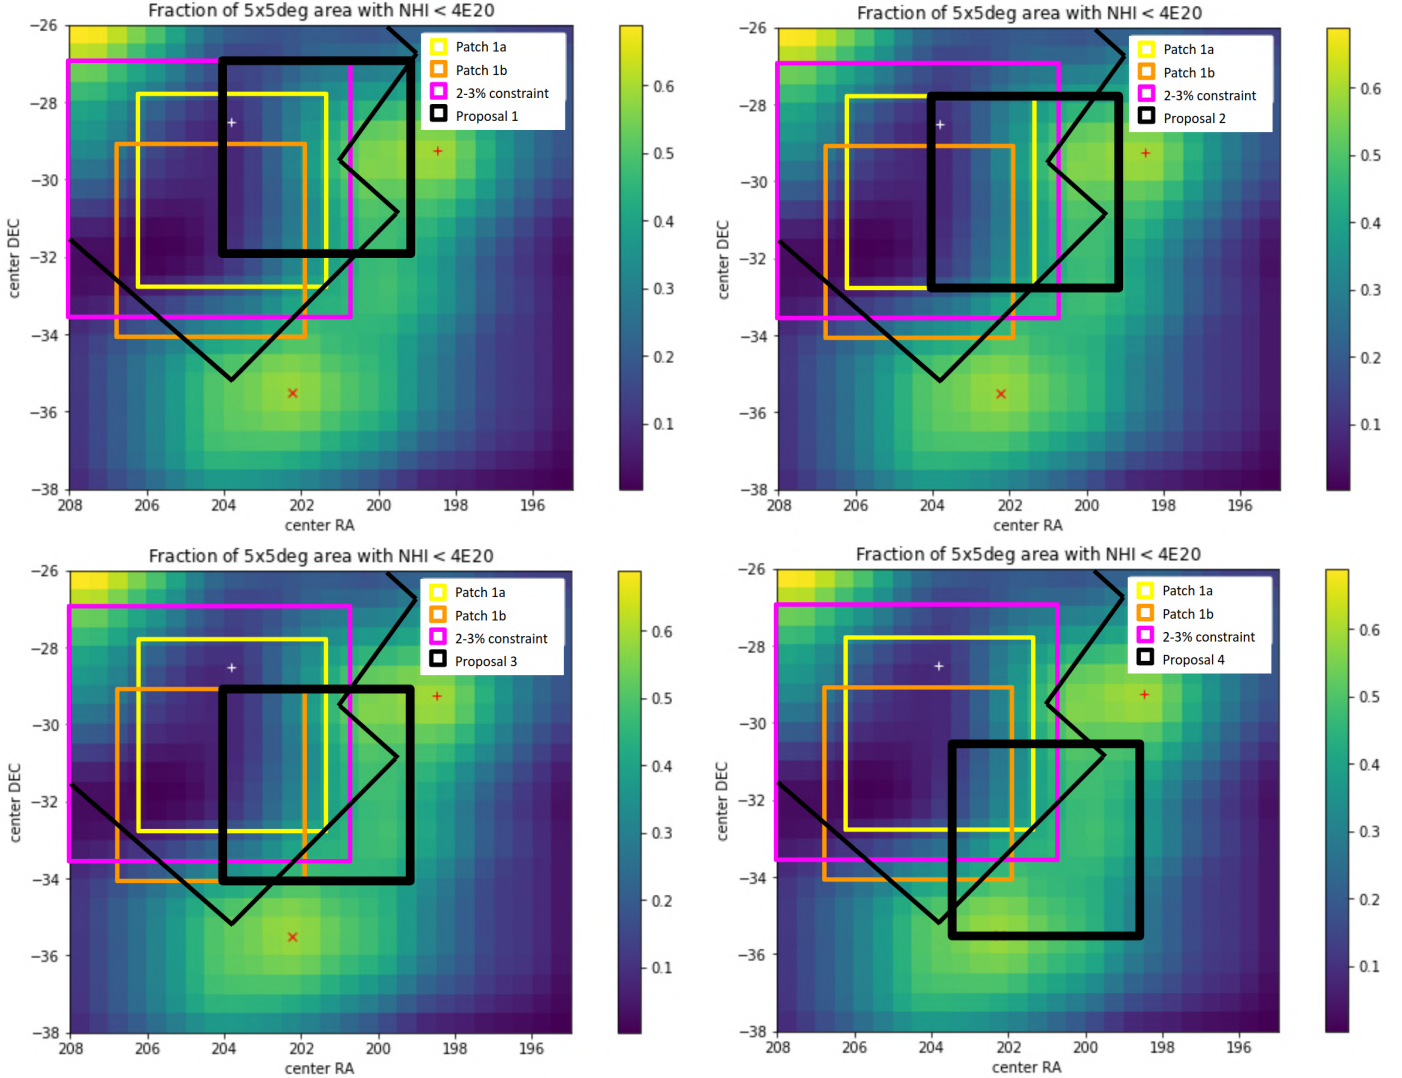 Fraction of 5x5deg area with NHI < 4E20
Patch 1a
Patch 1b
2-3% constraint
Proposal 1
−26
−28
−30
−32
−34
−36
−38
center DEC
208
206
204
202
200
198
196
center RA
0.6
0.5
0.4
0.3
0.2
0.1
Fraction of 5x5deg area with NHI < 4E20
Patch 1a
Patch 1b
2-3% constraint
Proposal 2
−26
−28
−30
−32
−34
−36
−38
center DEC
208
206
204
202
200
198
196
center RA
0.6
0.5
0.4
0.3
0.2
0.1
Fraction of 5x5deg area with NHI < 4E20
Patch 1a
Patch 1b
2-3% constraint
Proposal 3
−26
−28
−30
−32
−34
−36
−38
center DEC
208
206
204
202
200
198
196
center RA
0.6
0.5
0.4
0.3
0.2
0.1
Fraction of 5x5deg area with NHI < 4E20
Patch 1a
Patch 1b
2-3% constraint
Proposal 4
−26
−28
−30
−32
−34
−36
−38
center DEC
208
206
204
202
200
198
196
center RA
0.6
0.5
0.4
0.3
0.2
0.1